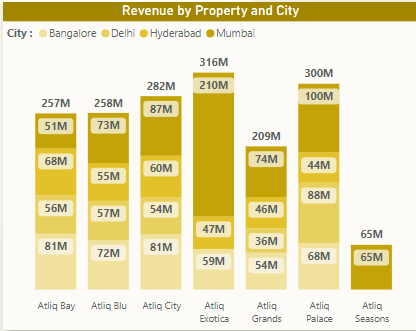 Revenue by Property and City
City : Bangalore Delhi Hyderabad Mumbai
316M
300M
282M
257M
258M
209M
65M
51M
73M
87M
210M
74M
100M
65M
68M
55M
60M
47M
46M
44M
56M
57M
54M
36M
88M
81M
72M
81M
59M
54M
68M
Atliq Bay
Atliq Blu
Atliq City
Atliq
Exotica
Atliq
Grands
Atliq
Palace
Atliq
Seasons